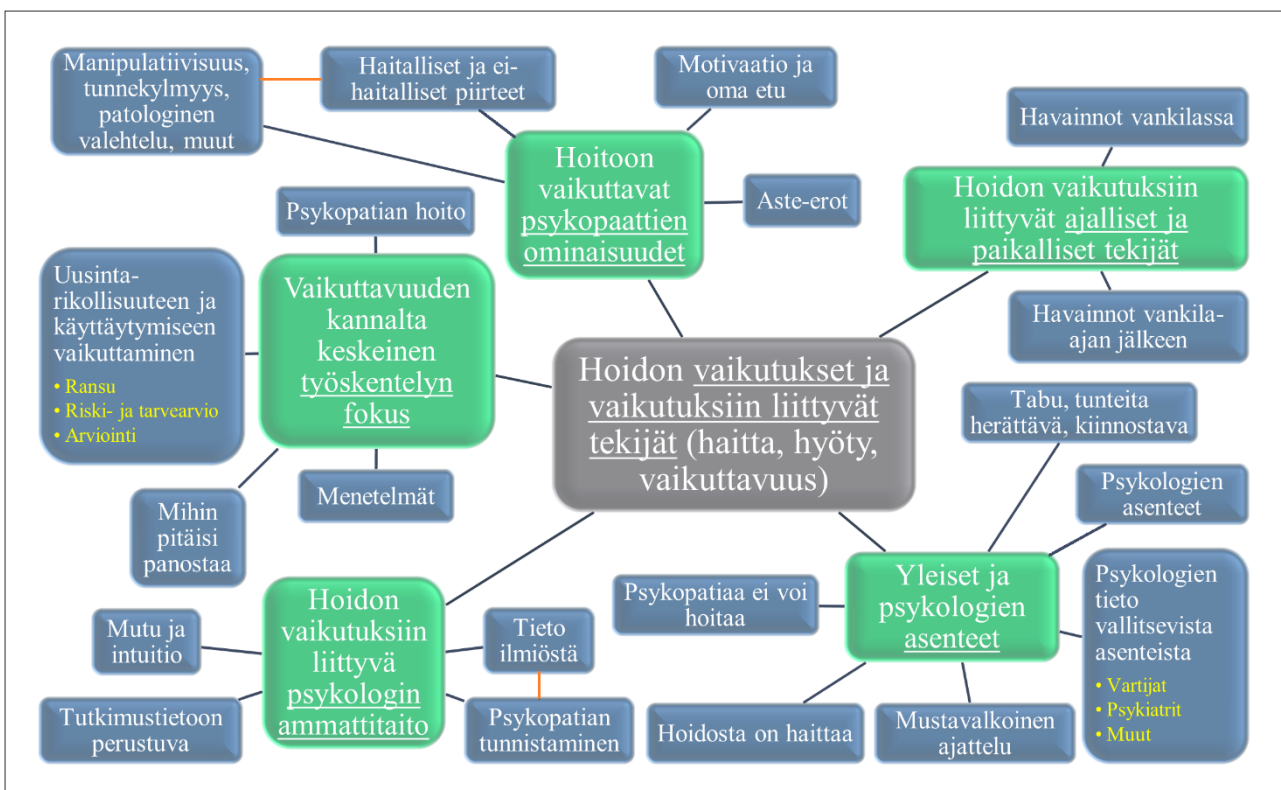 Manipulatiivisuus,
tunnekylmyys,
patologinen
valehtelu, muut
Haitalliset ja ei-
haitalliset piirteet
Motivaatio ja
oma etu
Havainnot vankilassa
Hoitoon
vaikuttavat
psykopaattien
ominaisuudet
Aste-erot
Hoidon vaikutuksiin
liittyvät ajalliset ja
paikalliset tekijät
Havainnot vankila-
ajan jälkeen
Psykopatian hoito
Uusinta-
rikollisuuteen ja
käyttäytymiseen
vaikuttaminen
• Ransu
• Riski- ja tarvearvio
• Arviointi
Vaikuttavuuden
kannalta
keskeinen
työskentelyn
fokus
Mihin
pitäisi
panostaa
Menetelmät
Hoidon vaikutukset ja
vaikutuksiin liittyvät
tekijät (haitta, hyöty,
vaikuttavuus)
Tabu, tunteita
herättävä, kiinnostava
Psykologien
asenteet
Yleiset ja
psykologien
asenteet
Psykopatiaa ei voi
hoitaa
Psykologien
tieto
vallitsevista
asenteista
• Vartijat
• Psykiatrit
• Muut
Hoidosta on haittaa
Mustavalkoinen
ajattelu
Hoidon
vaikutuksiin
liittyvä
psykologin
ammattitaito
Mutu ja
intuitio
Tieto
ilmiöstä
Tutkimustietoon
perustuva
Psykopatian
tunnistaminen